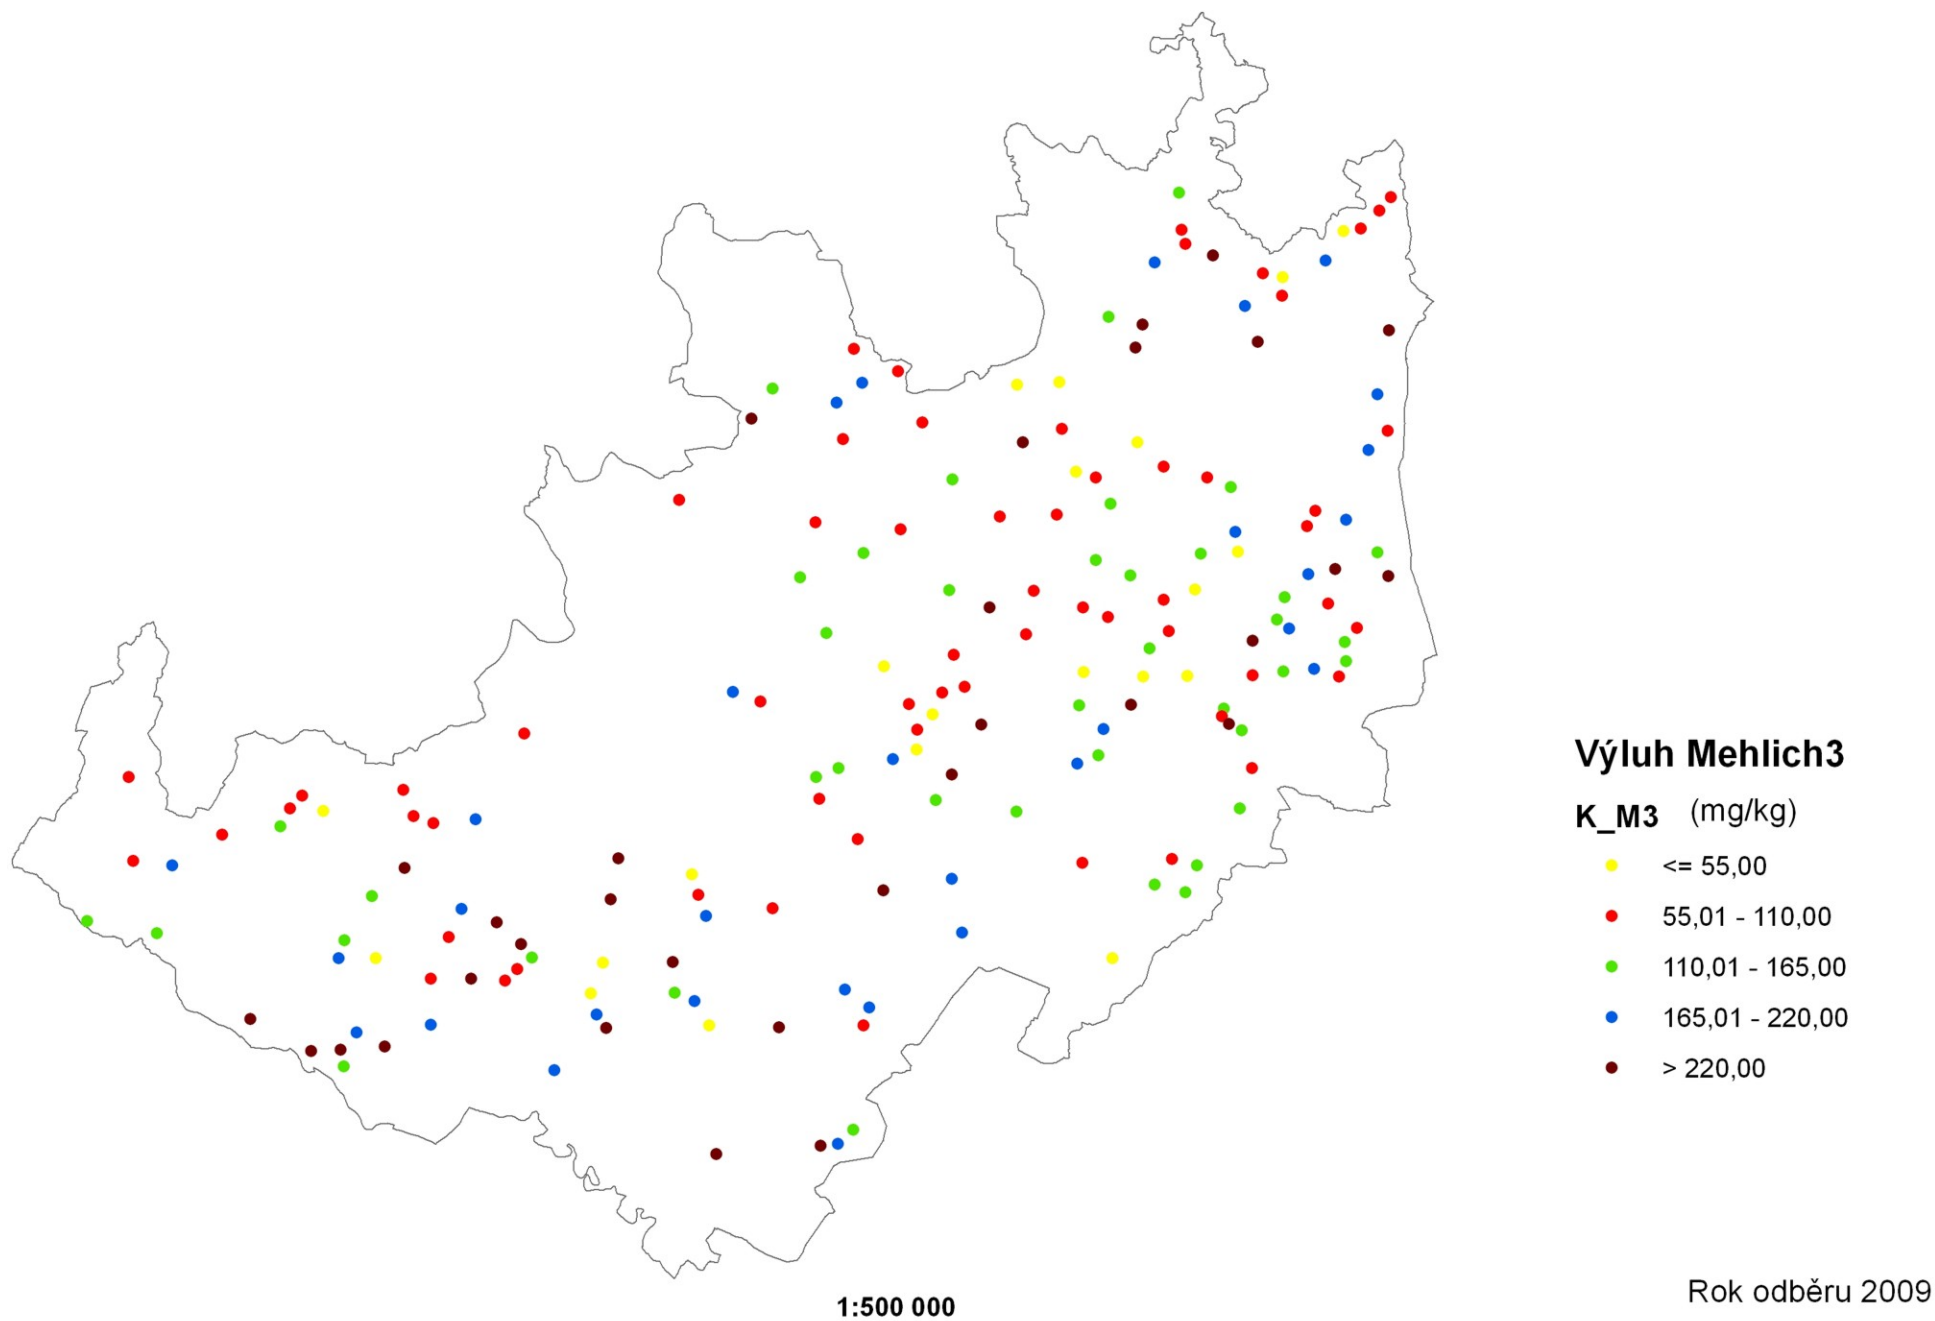 Výluh Mehlich3
K_M3 (mg/kg)
<= 55,00
55,01 - 110,00
110,01 - 165,00
165,01 - 220,00
> 220,00
Rok odběru 2009
1:500 000